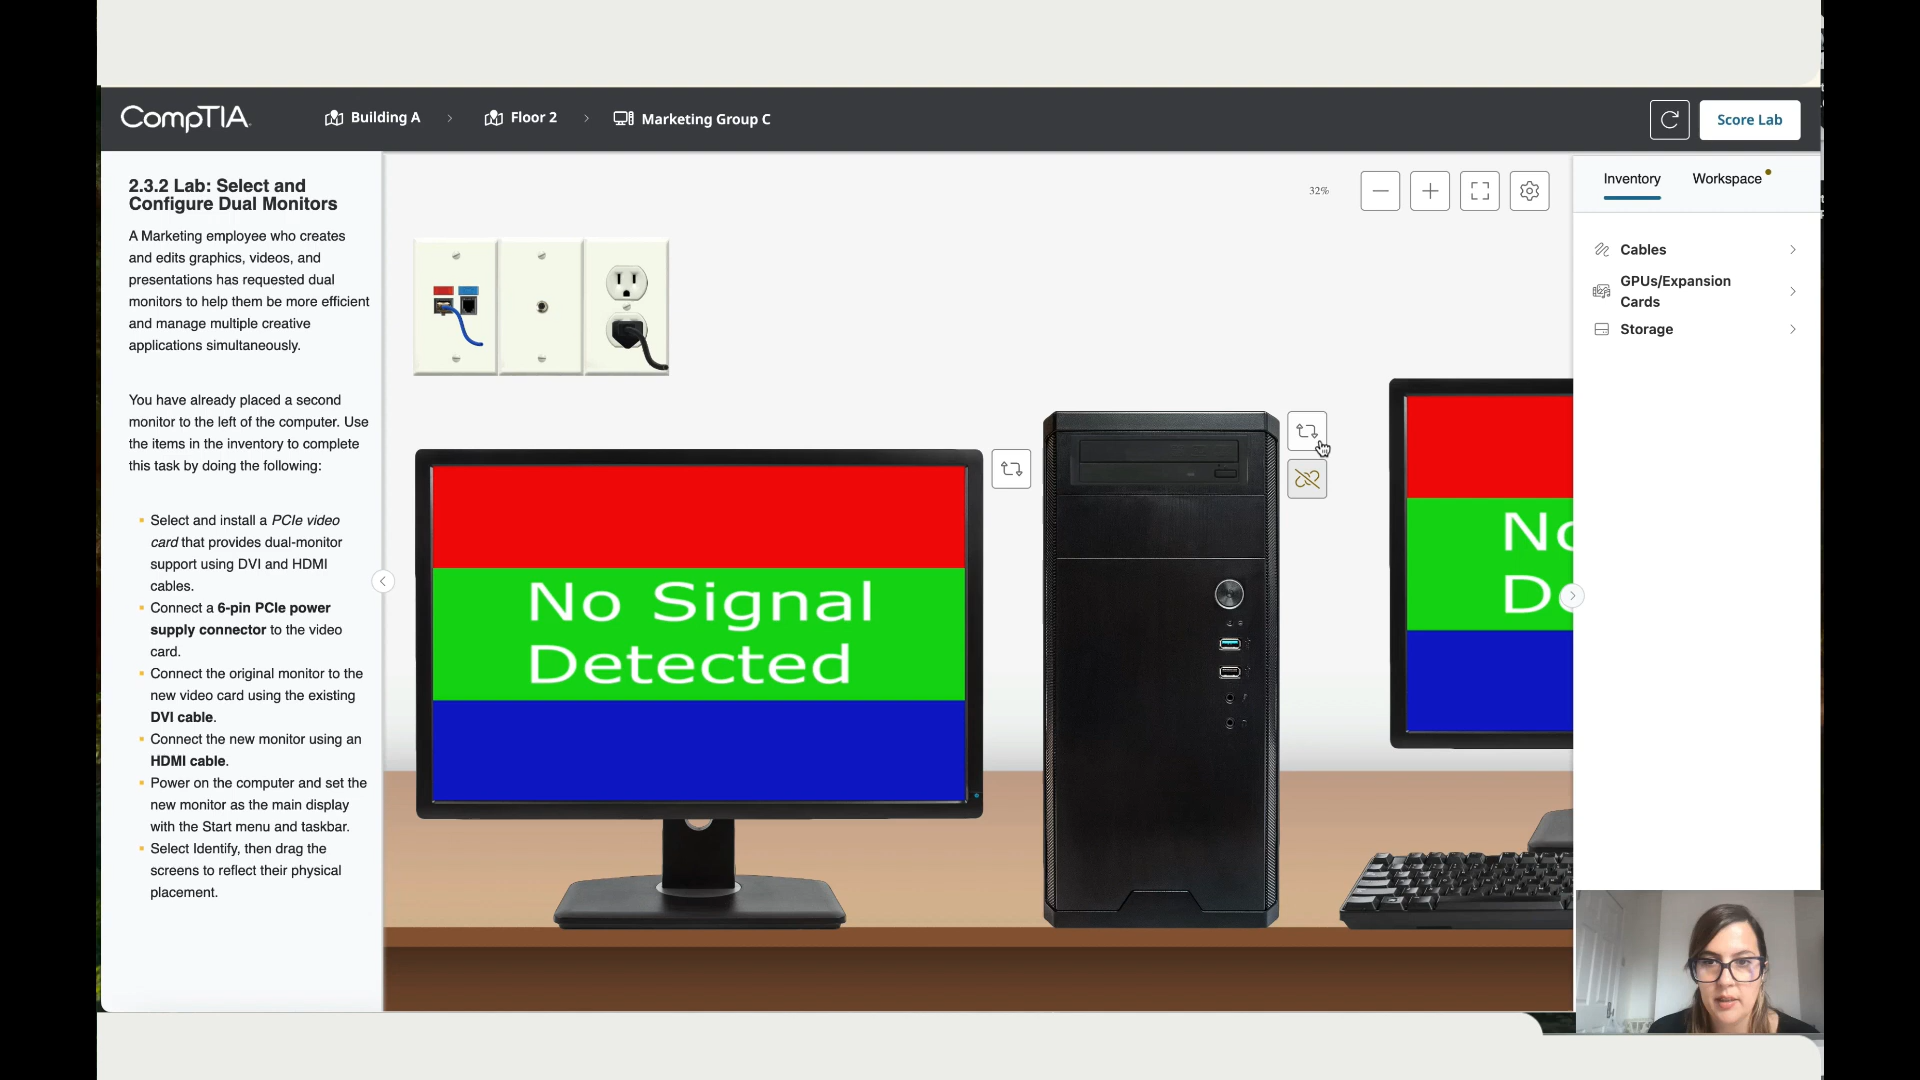 CompTIA.
Building A
Floor 2
Marketing Group C
Score Lab
2.3.2 Lab: Select and
Configure Dual Monitors
A Marketing employee who creates
and edits graphics, videos, and
presentations has requested dual
monitors to help them be more efficient
and manage multiple creative
applications simultaneously.
You have already placed a second
monitor to the left of the computer. Use
the items in the inventory to complete
this task by doing the following:
Select and install a PCIe video
card that provides dual-monitor
support using DVI and HDMI
cables.
Connect a 6-pin PCIe power
supply connector to the video
card.
Connect the original monitor to the
new video card using the existing
DVI cable.
Connect the new monitor using an
HDMI cable.
Power on the computer and set the
new monitor as the main display
with the Start menu and taskbar.
Select Identify, then drag the
screens to reflect their physical
placement.
32%
No Signal
Detected
No
De
Inventory
Workspace
Cables
GPUs/Expansion
Cards
Storage